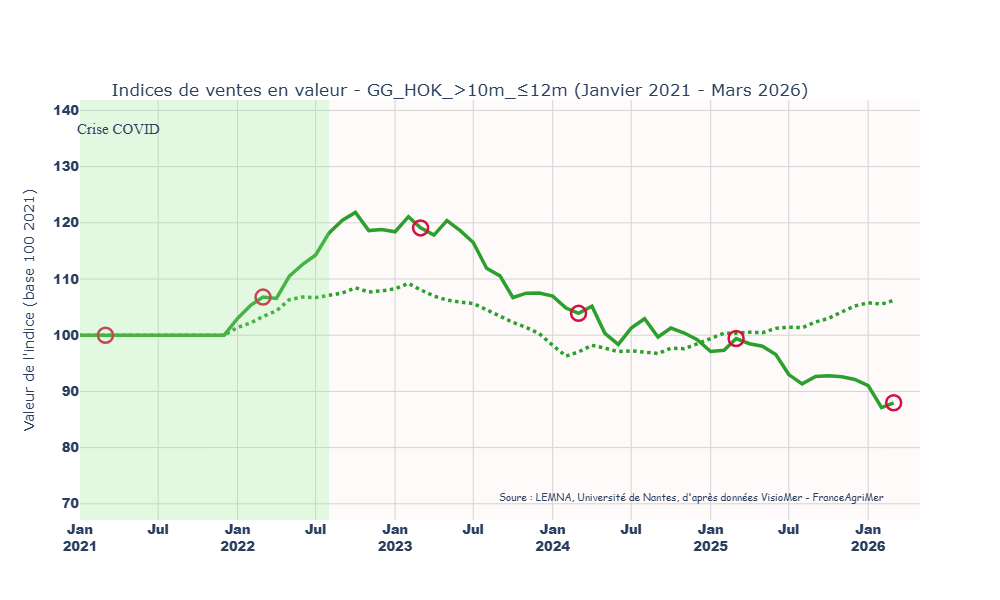 Indices de ventes en valeur - GG_HOK_>10m_≤12m (Janvier 2021 - Mars 2026)
Crise COVID
Valeur de l'Indice (base 100 2021)
140
130
120
110
100
90
80
70
Soure : LEMNA, Université de Nantes, d'après données VisioMer - FranceAgriMer
Jan 2021
Jul
Jan 2022
Jul
Jan 2023
Jul
Jan 2024
Jul
Jan 2025
Jul
Jan 2026